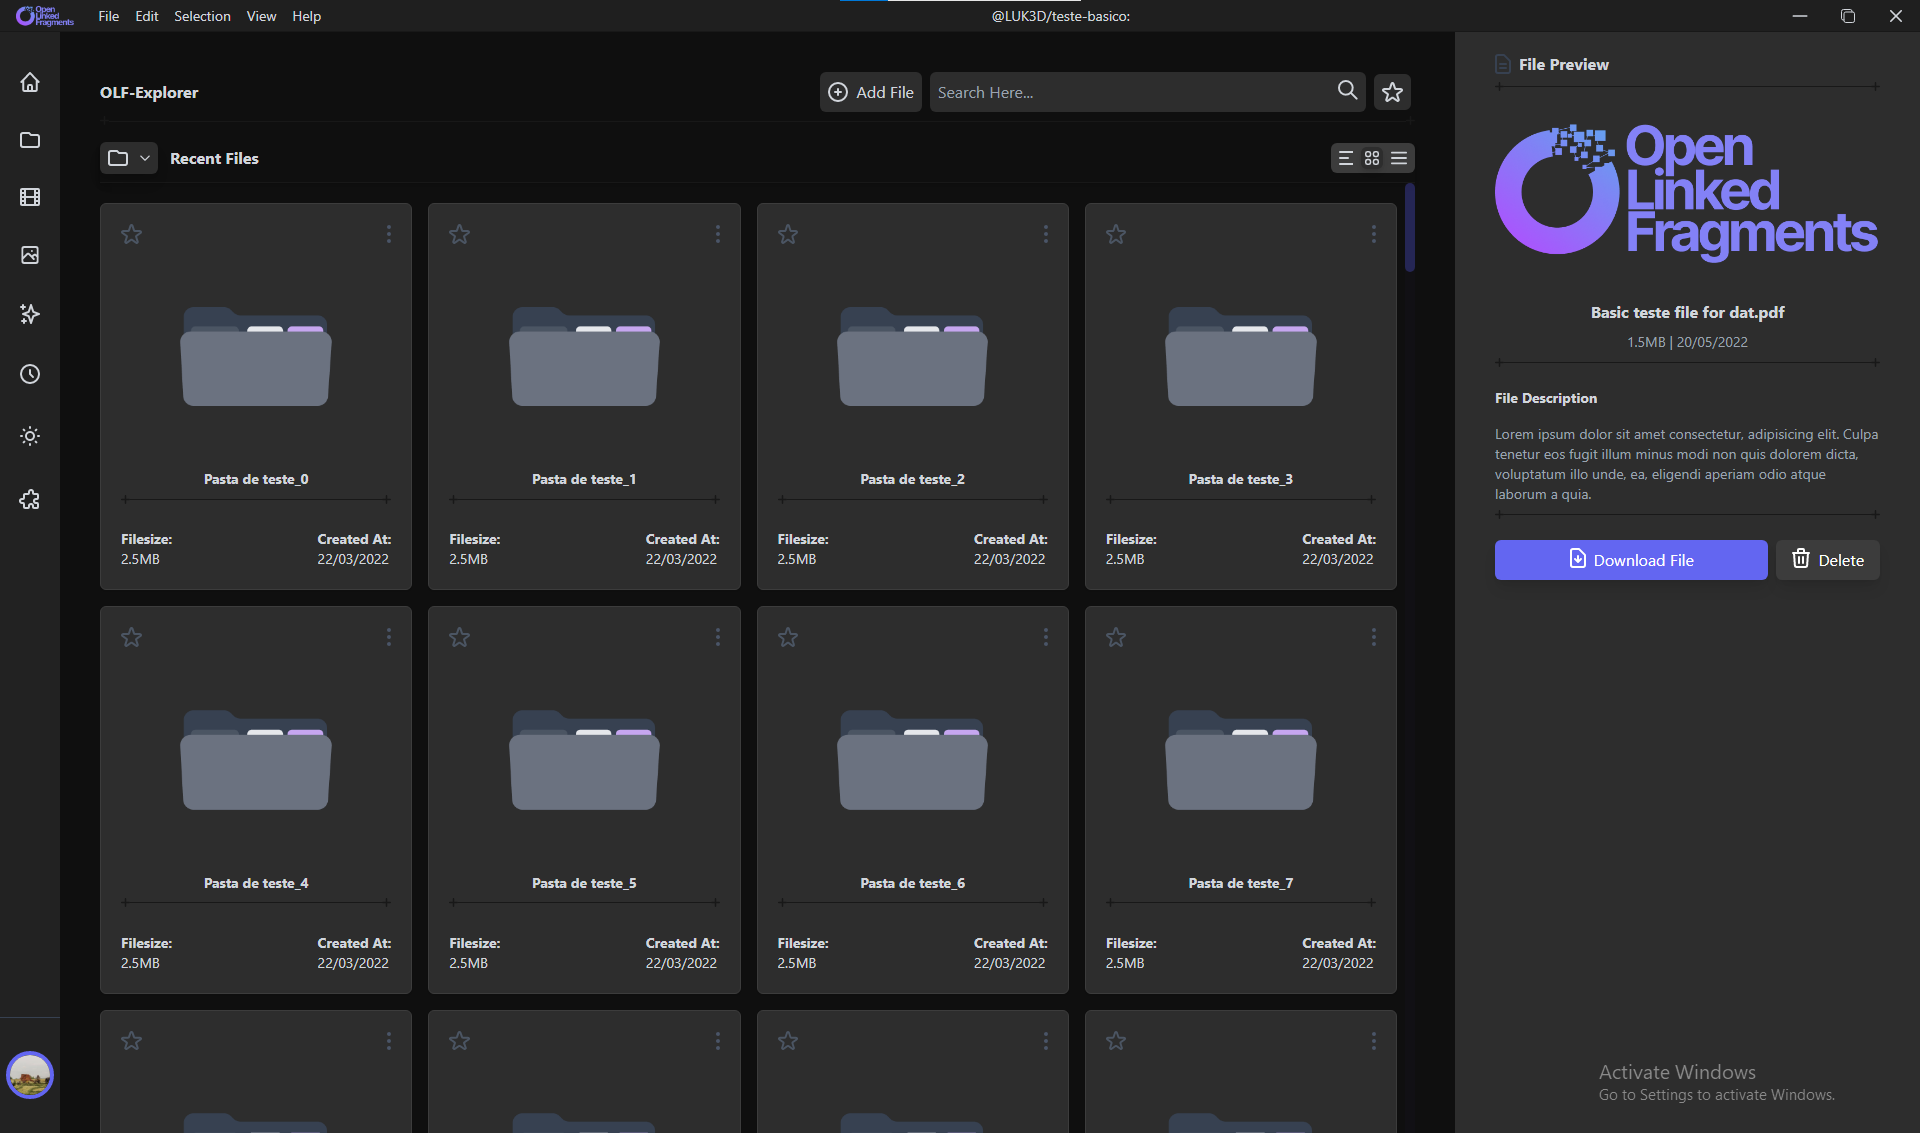 Open
Linked
Fragments
File Edit Selection View Help
@LUK3D/teste-basico:
OLF-Explorer
Add File
Search Here...
Recent Files
Pasta de teste_0
Filesize: Created At:
2.5MB 22/03/2022
Pasta de teste_1
Filesize: Created At:
2.5MB 22/03/2022
Pasta de teste_2
Filesize: Created At:
2.5MB 22/03/2022
Pasta de teste_3
Filesize: Created At:
2.5MB 22/03/2022
Pasta de teste_4
Filesize: Created At:
2.5MB 22/03/2022
Pasta de teste_5
Filesize: Created At:
2.5MB 22/03/2022
Pasta de teste_6
Filesize: Created At:
2.5MB 22/03/2022
Pasta de teste_7
Filesize: Created At:
2.5MB 22/03/2022
File Preview
Open
Linked
Fragments
Basic teste file for dat.pdf
1.5MB | 20/05/2022
File Description
Lorem ipsum dolor sit amet consectetur, adipisicing elit. Culpa
tenetur eos fugit illum minus modi non quis dolorem dicta,
voluptatum illo unde, ea, eligendi aperiam odio atque
laborum a quia.
Download File
Delete
Activate Windows
Go to Settings to activate Windows.